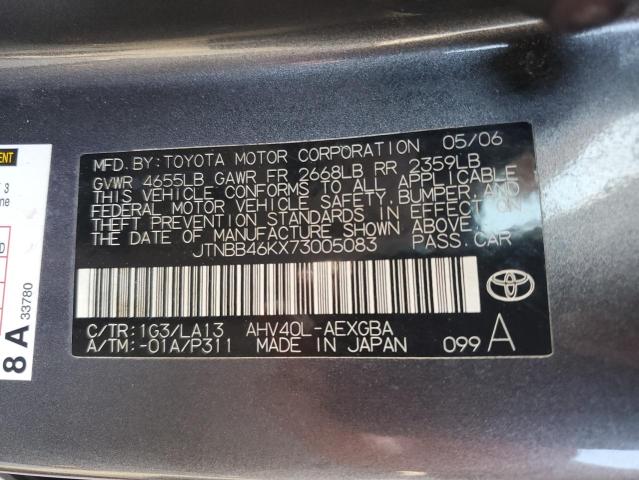 MFD.BY:TOYOTA MOTOR CORPORATION 05/06
GVWR 4655LB GAWR FR 2668LB RR 2359LB
THIS VEHICLE CONFORMS TO ALL APPLICABLE
FEDERAL MOTOR VEHICLE SAFETY, BUMPER, AND
THEFT PREVENTION STANDARDS IN EFFECT ON
THE DATE OF MANUFACTURE SHOWN ABOVE.
JTNBB46KX73005083 PASS.CAR
C/TR:1G3/LA13 AHV40L-AEXGBA
A/TM:-01A/P311 MADE IN JAPAN 099 A
8 A 33780